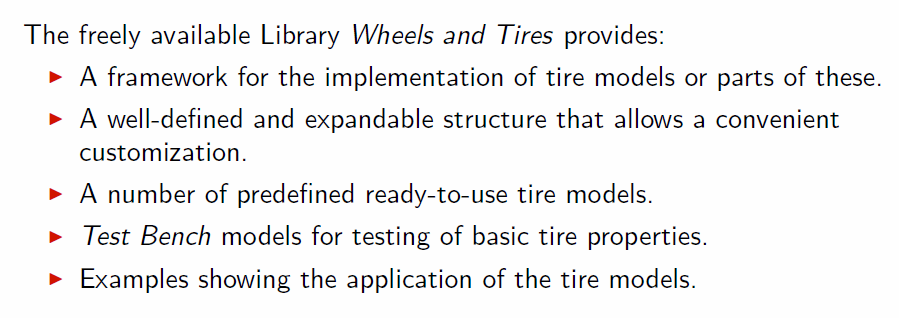 The freely available Library Wheels and Tires provides:
▶ A framework for the implementation of tire models or parts of these.
▶ A well-defined and expandable structure that allows a convenient
customization.
▶ A number of predefined ready-to-use tire models.
▶ Test Bench models for testing of basic tire properties.
▶ Examples showing the application of the tire models.